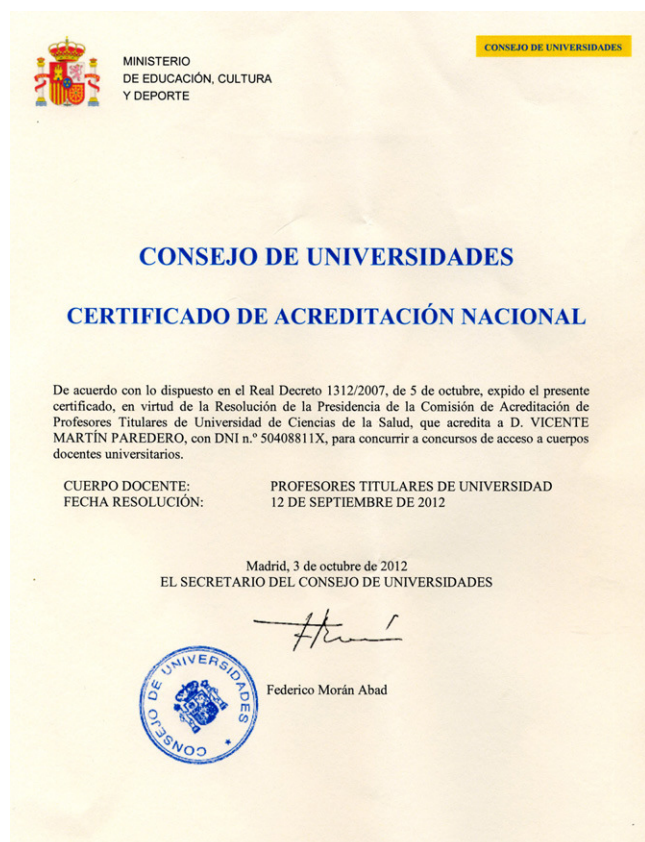 MINISTERIO
DE EDUCACIÓN, CULTURA
Y DEPORTE
CONSEJO DE UNIVERSIDADES
CONSEJO DE UNIVERSIDADES
CERTIFICADO DE ACREDITACIÓN NACIONAL
De acuerdo con lo dispuesto en el Real Decreto 1312/2007, de 5 de octubre, expido el presente
certificado, en virtud de la Resolución de la Presidencia de la Comisión de Acreditación de
Profesores Titulares de Universidad de Ciencias de la Salud, que acredita a D. VICENTE
MARTÍN PAREDERO, con DNI n.º 50408811X, para concurrir a concursos de acceso a cuerpos
docentes universitarios.
CUERPO DOCENTE: PROFESORES TITULARES DE UNIVERSIDAD
FECHA RESOLUCIÓN: 12 DE SEPTIEMBRE DE 2012
Madrid, 3 de octubre de 2012
EL SECRETARIO DEL CONSEJO DE UNIVERSIDADES
Federico Morán Abad
CONSEJO DE UNIVERSIDADES